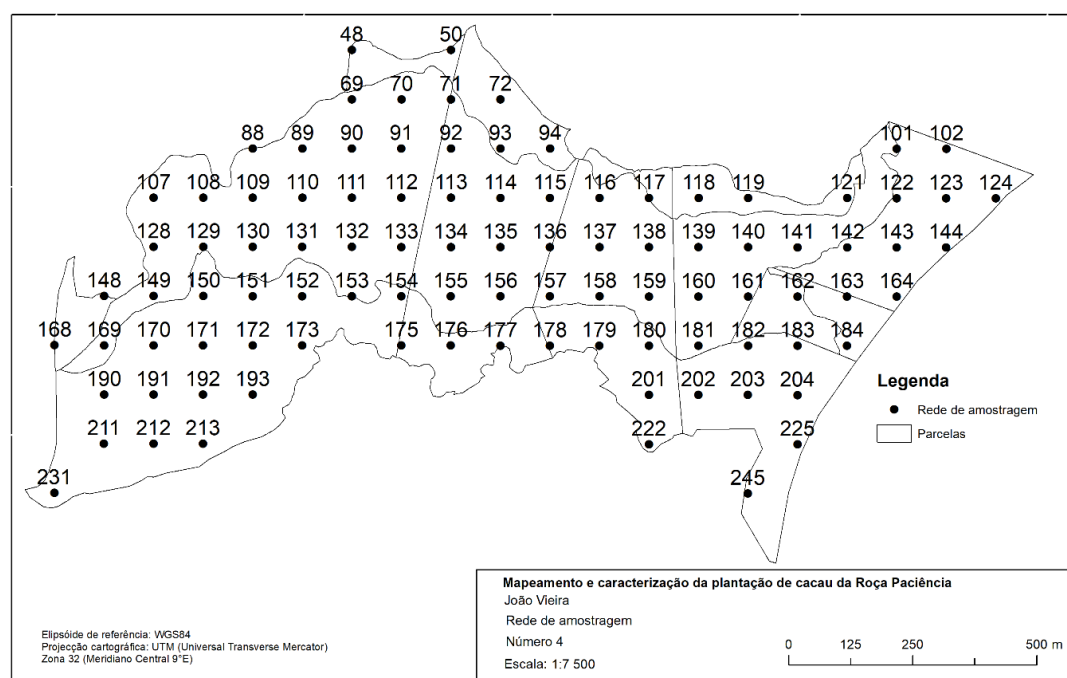 48 50
69 70 71 72
88 89 90 91 92 93 94 101 102
107 108 109 110 111 112 113 114 115 116 117 118 119 121 122 123 124
128 129 130 131 132 133 134 135 136 137 138 139 140 141 142 143 144
148 149 150 151 152 153 154 155 156 157 158 159 160 161 162 163 164
168 169 170 171 172 173 175 176 177 178 179 180 181 182 183 184
190 191 192 193 201 202 203 204
211 212 213 222 225
231 245
Legenda
Rede de amostragem
Parcelas
Mapeamento e caracterização da plantação de cacau da Roça Paciência
João Vieira
Rede de amostragem
Número 4
Escala: 1:7 500
0 125 250 500 m
Elipsóide de referência: WGS84
Projecção cartográfica: UTM (Universal Transverse Mercator)
Zona 32 (Meridiano Central 9°E)